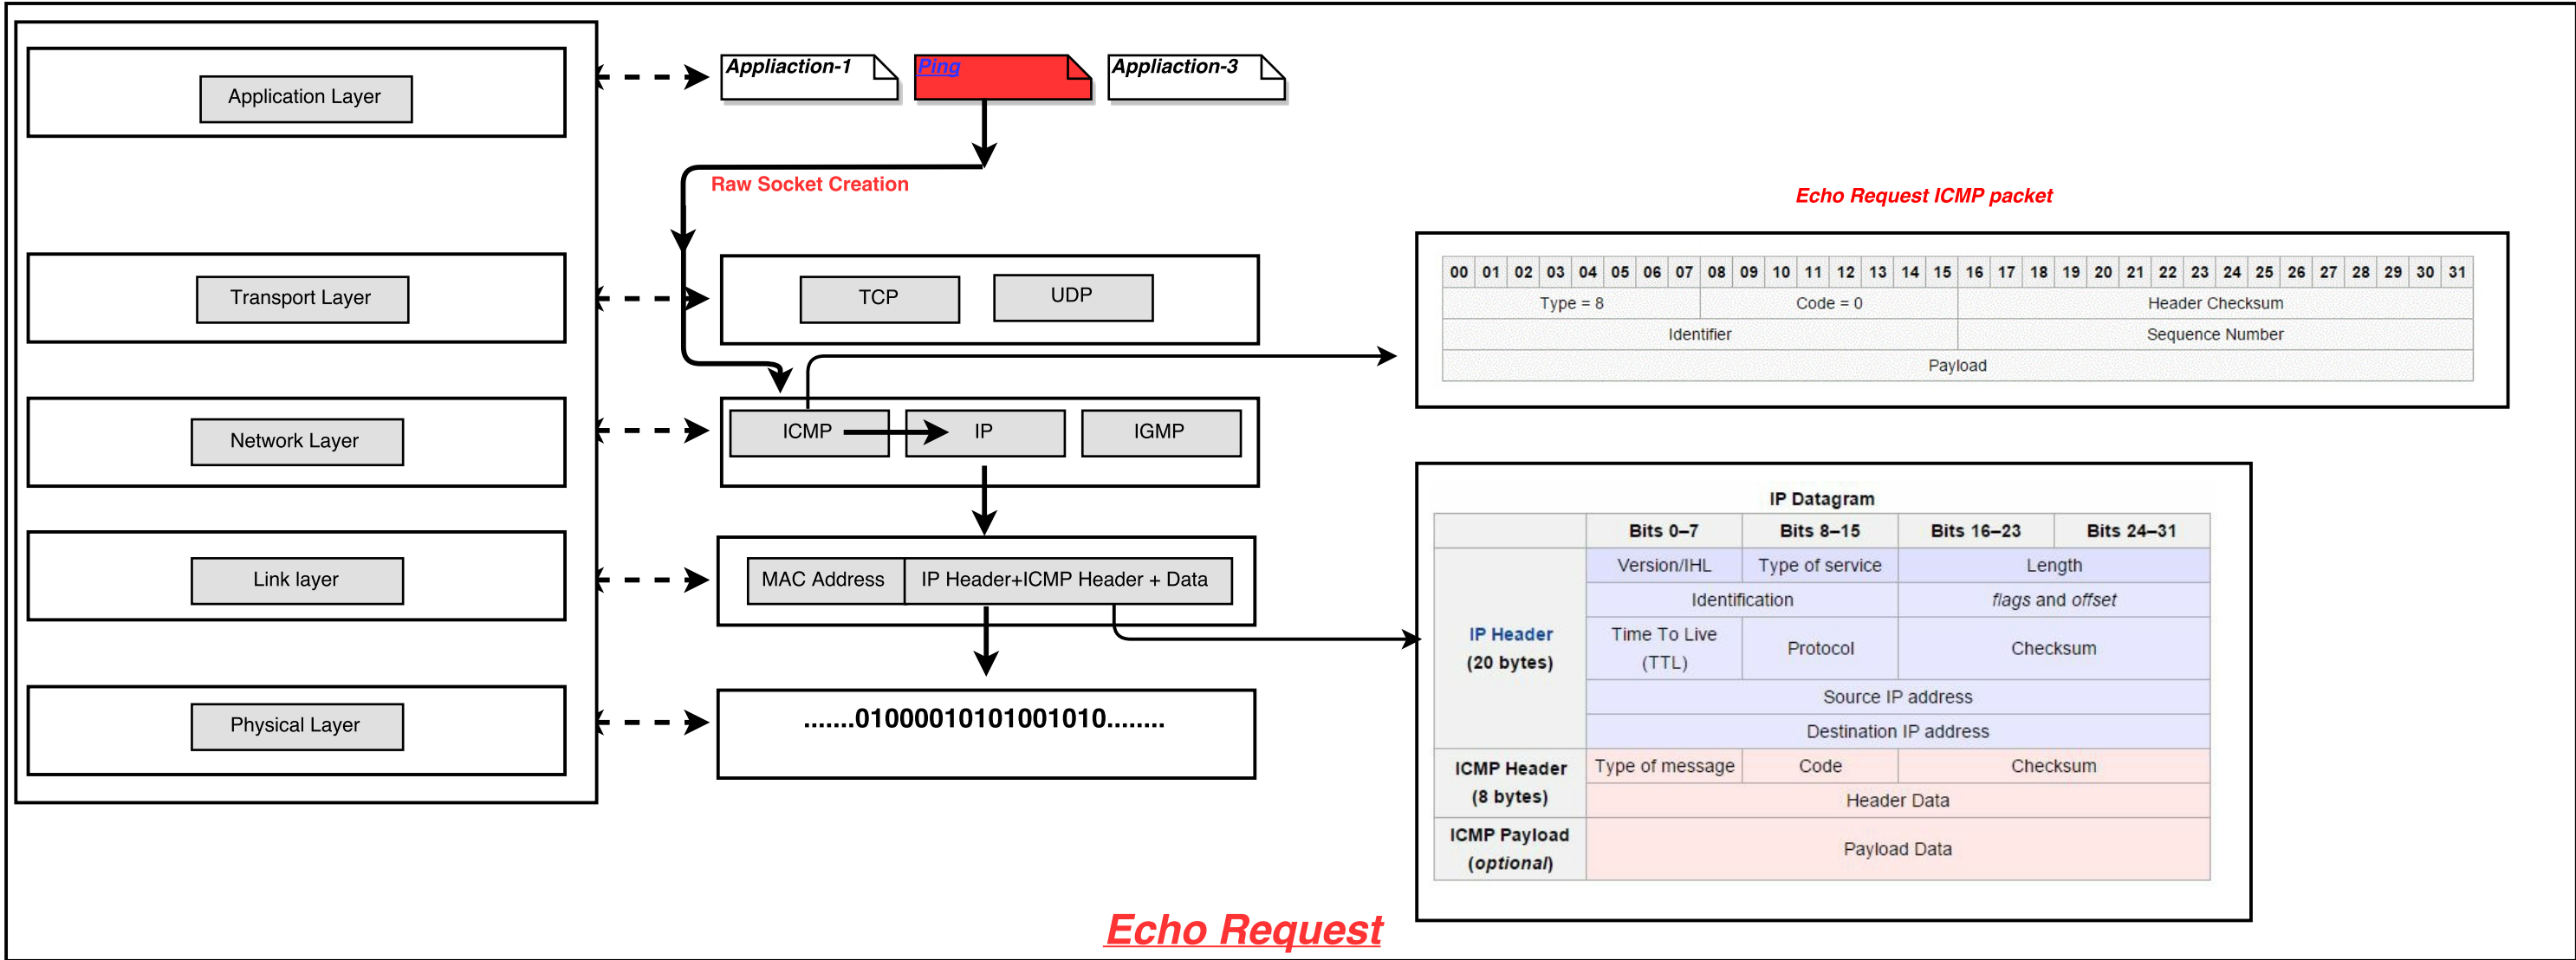 Application Layer
Appliaction-1
Ping
Appliaction-3
Raw Socket Creation
Transport Layer
TCP
UDP
Network Layer
ICMP
IP
IGMP
Link layer
MAC Address
IP Header+ICMP Header + Data
Physical Layer
.......01000010101001010........
Echo Request ICMP packet
00 01 02 03 04 05 06 07 08 09 10 11 12 13 14 15 16 17 18 19 20 21 22 23 24 25 26 27 28 29 30 31
Type = 8 Code = 0 Header Checksum
Identifier Sequence Number
Payload
IP Datagram
Bits 0–7 Bits 8–15 Bits 16–23 Bits 24–31
IP Header
(20 bytes)
Version/IHL Type of service Length
Identification flags and offset
Time To Live
(TTL)
Protocol Checksum
Source IP address
Destination IP address
ICMP Header
(8 bytes)
Type of message Code Checksum
Header Data
ICMP Payload
(optional)
Payload Data
Echo Request